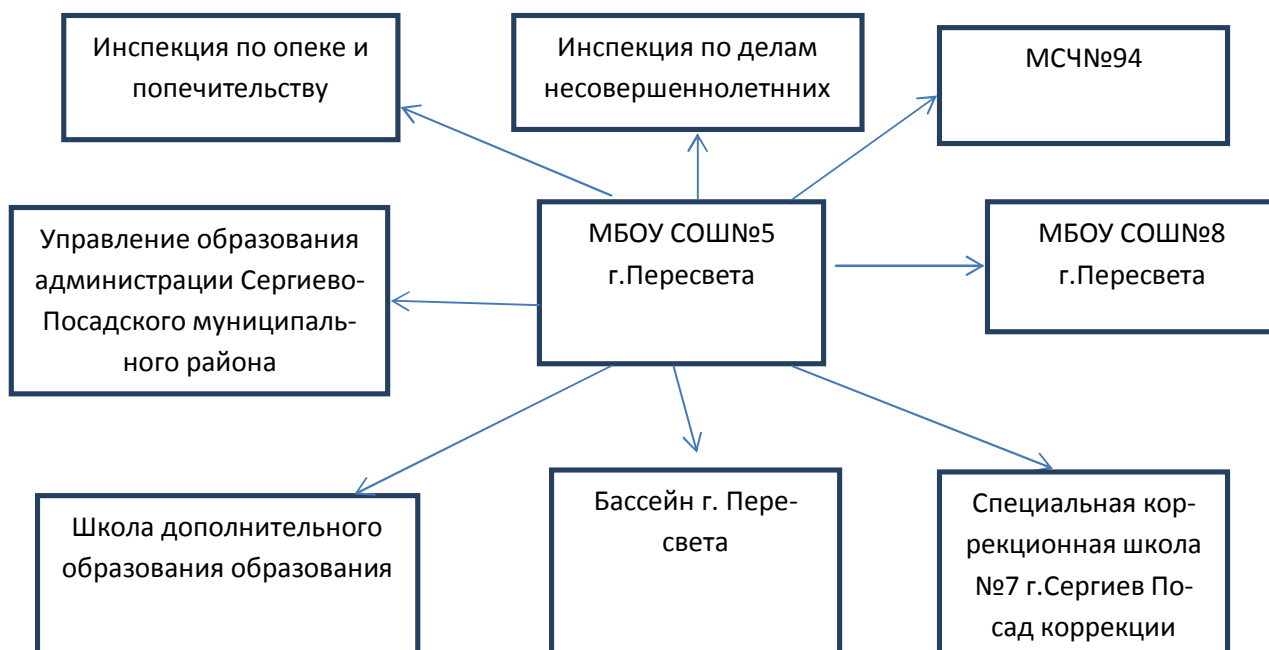 Инспекция по опеке и
попечительству
Инспекция по делам
несовершеннолетнних
МСЧ№94
Управление образования
администрации Сергиево-
Посадского муниципаль-
ного района
МБОУ СОШ№5
г.Пересвета
МБОУ СОШ№8
г.Пересвета
Школа дополнительного
образования образования
Бассейн г. Пере-
света
Специальная кор-
рекционная школа
№7 г.Сергиев По-
сад коррекции